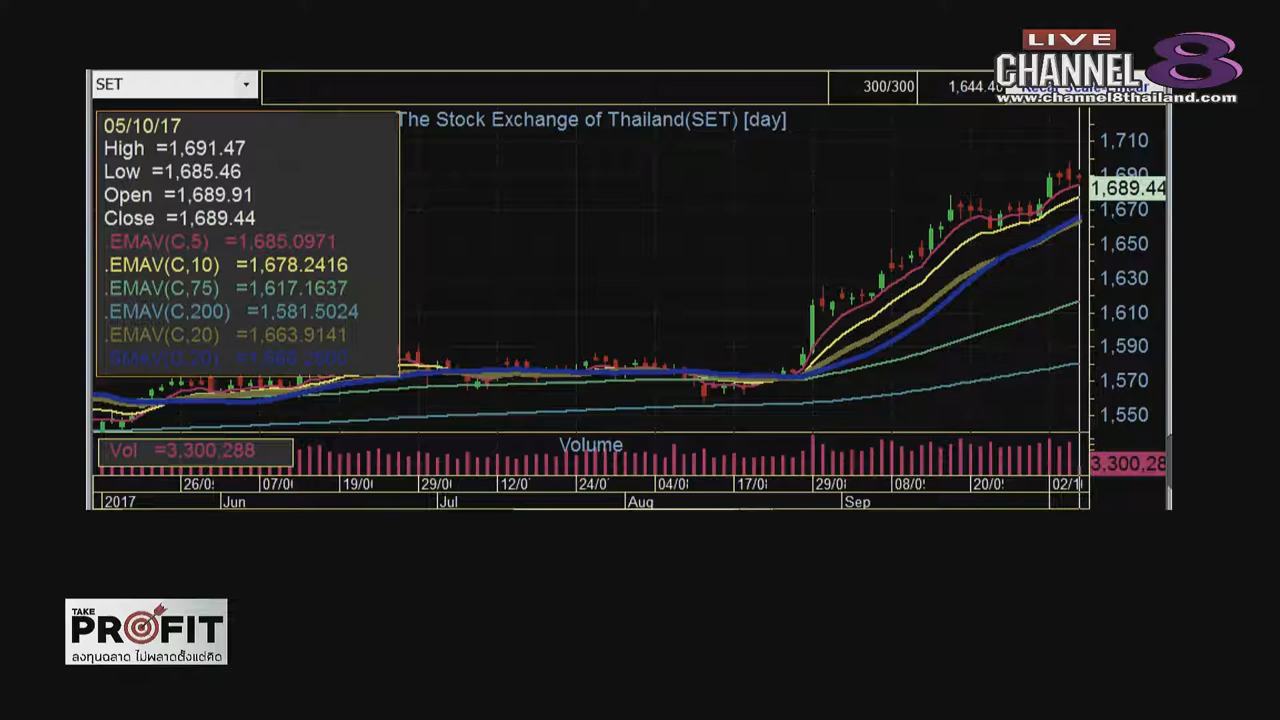 LIVE
CHANNEL 8
www.channel8thailand.com
SET
300/300
1,644.40
The Stock Exchange of Thailand(SET) [day]
05/10/17
High =1,691.47
Low =1,685.46
Open =1,689.91
Close =1,689.44
.EMAV(C,5) =1,685.0971
.EMAV(C,10) =1,678.2416
.EMAV(C,75) =1,617.1637
.EMAV(C,200) =1,581.5024
.EMAV(C,20) =1,663.9141
.SMAV(C,20)
1,710
1,690
1,689.44
1,670
1,650
1,630
1,610
1,590
1,570
1,550
Vol =3,300,288
Volume
3,300,28
26/0 07/0 19/0 29/0 12/0 24/0 04/0 17/0 29/0 08/0 20/0 02/1
2017 Jun Jul Aug Sep
TAKE
PROFIT
ลงทุนฉลาด ไม่พลาดตั้งแต่คิด